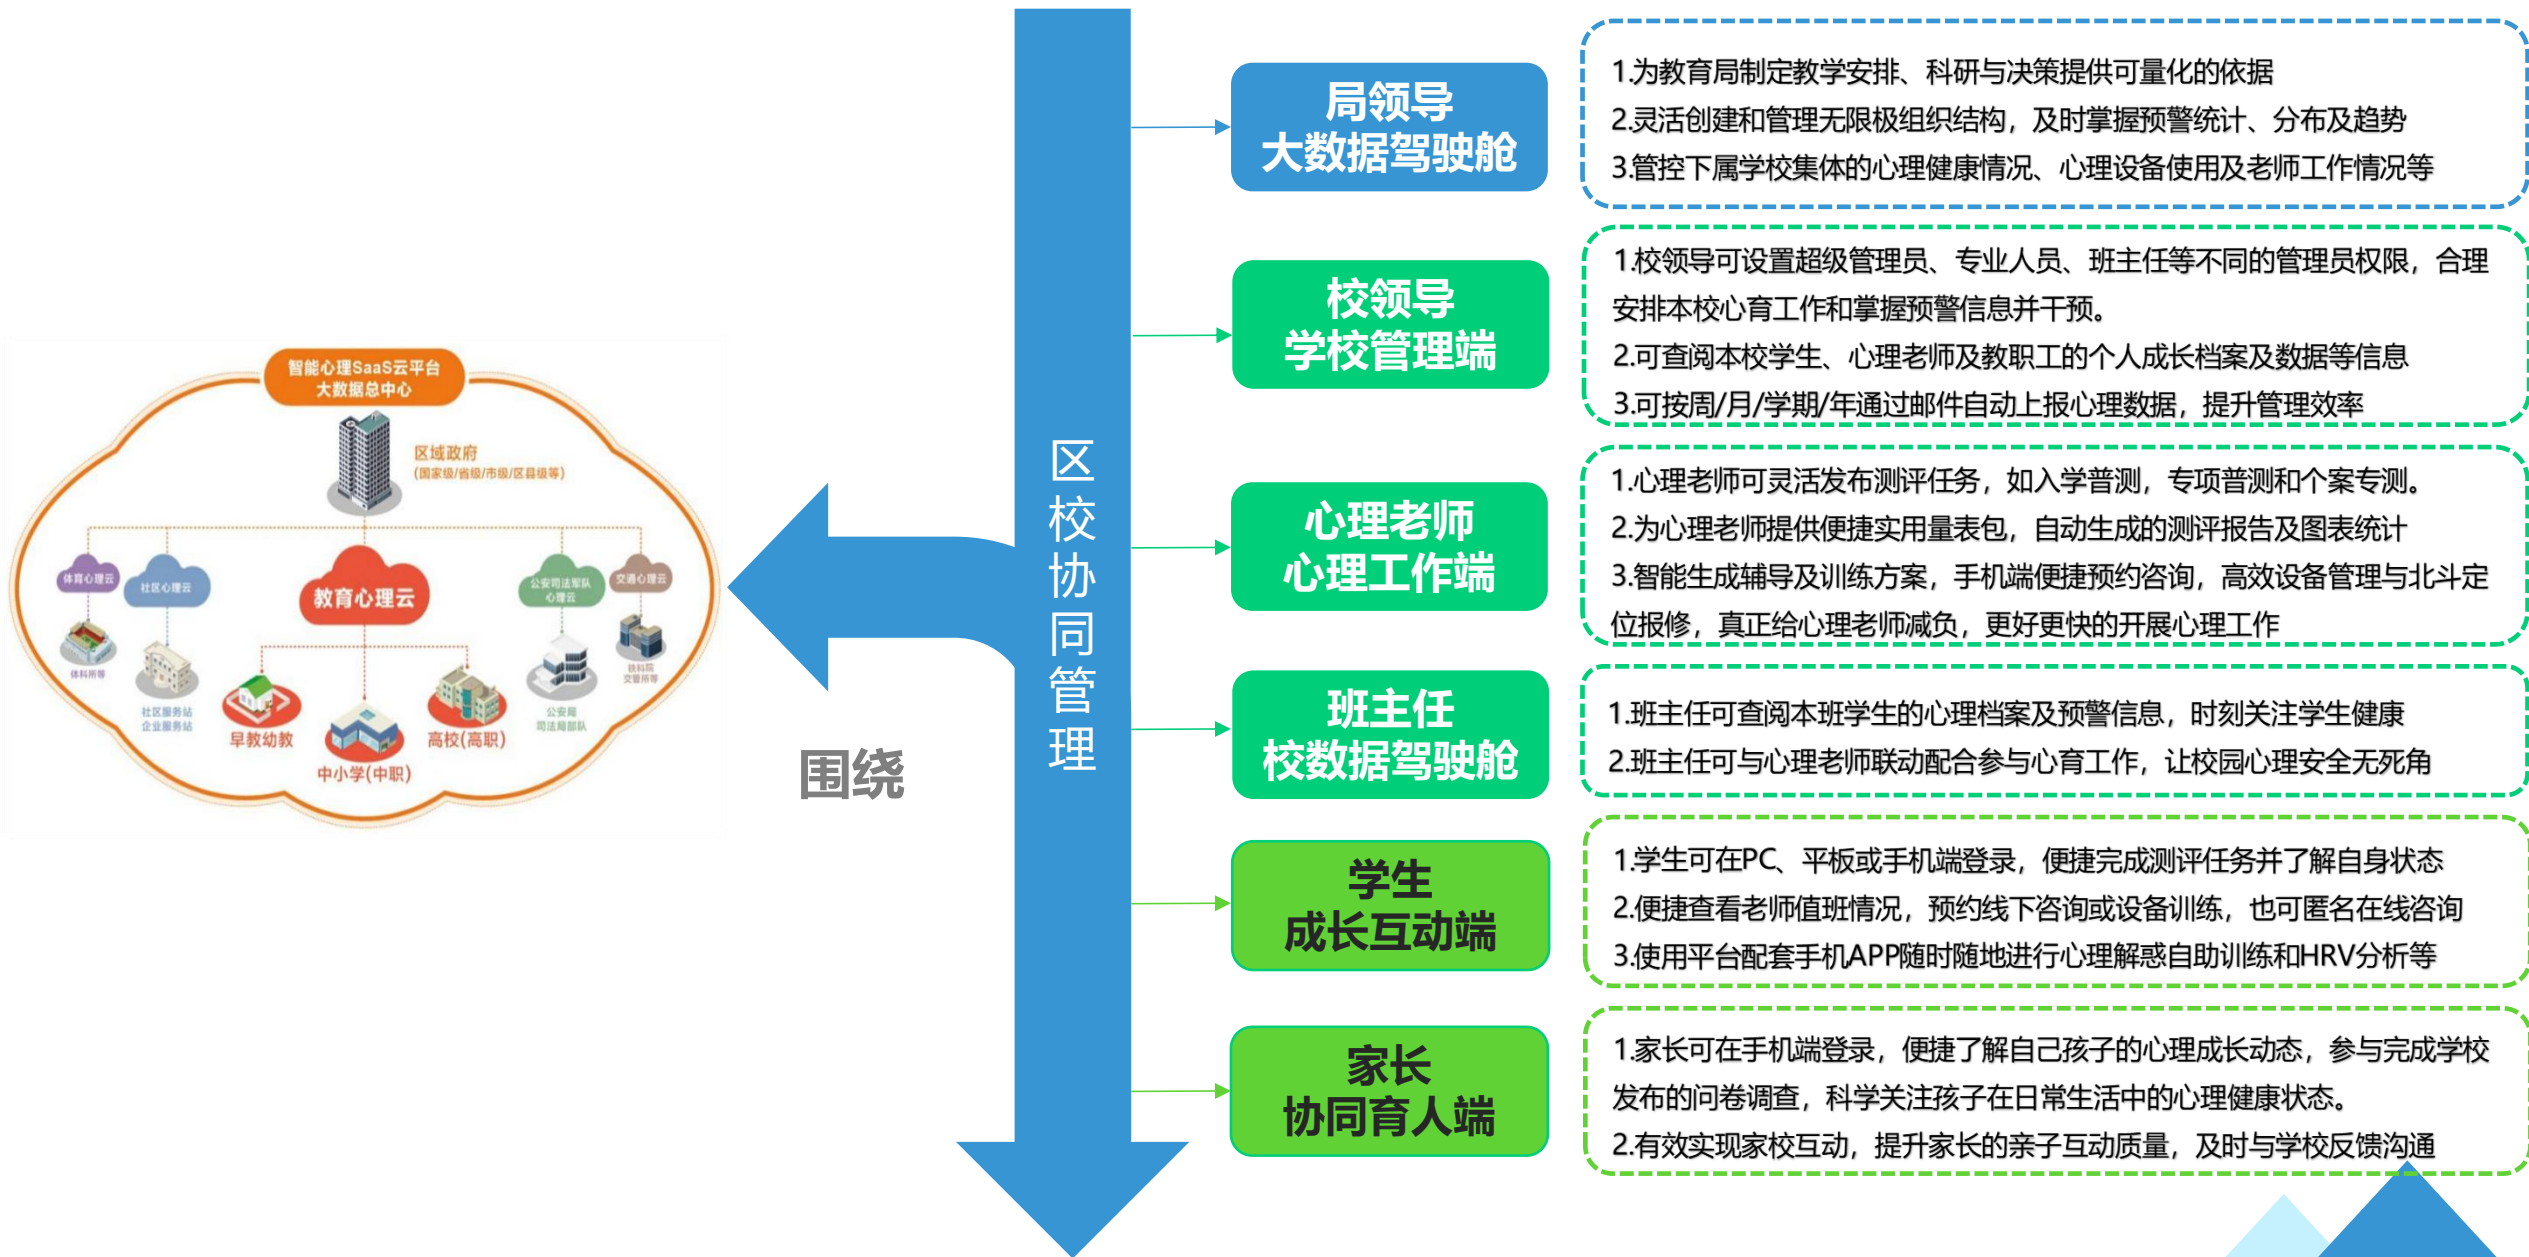 智能心理SaaS云平台
大数据总中心
区域政府
(国家级/省级/市级/区县级等)
体育心理云
社区心理云
教育心理云
公安司法军队
心理云
交通心理云
体科所等
社区服务站
企业服务站
早教幼教
中小学(中职)
高校(高职)
公安局
司法局部队
铁科院
交管所等
围绕
区校协同管理
局领导
大数据驾驶舱
1.为教育局制定教学安排、科研与决策提供可量化的依据
2.灵活创建和管理无限极组织结构，及时掌握预警统计、分布及趋势
3.管控下属学校集体的心理健康情况、心理设备使用及老师工作情况等
校领导
学校管理端
1.校领导可设置超级管理员、专业人员、班主任等不同的管理员权限，合理
安排本校心育工作和掌握预警信息并干预。
2.可查阅本校学生、心理老师及教职工的个人成长档案及数据等信息
3.可按周/月/学期/年通过邮件自动上报心理数据，提升管理效率
心理老师
心理工作端
1.心理老师可灵活发布测评任务，如入学普测，专项普测和个案专测。
2.为心理老师提供便捷实用量表包，自动生成的测评报告及图表统计
3.智能生成辅导及训练方案，手机端便捷预约咨询，高效设备管理与北斗定
位报修，真正给心理老师减负，更好更快的开展心理工作
班主任
校数据驾驶舱
1.班主任可查阅本班学生的心理档案及预警信息，时刻关注学生健康
2.班主任可与心理老师联动配合参与心育工作，让校园心理安全无死角
学生
成长互动端
1.学生可在PC、平板或手机端登录，便捷完成测评任务并了解自身状态
2.便捷查看老师值班情况，预约线下咨询或设备训练，也可匿名在线咨询
3.使用平台配套手机APP随时随地进行心理解惑自助训练和HRV分析等
家长
协同育人端
1.家长可在手机端登录，便捷了解自己孩子的心理成长动态，参与完成学校
发布的问卷调查，科学关注孩子在日常生活中的心理健康状态。
2.有效实现家校互动，提升家长的亲子互动质量，及时与学校反馈沟通